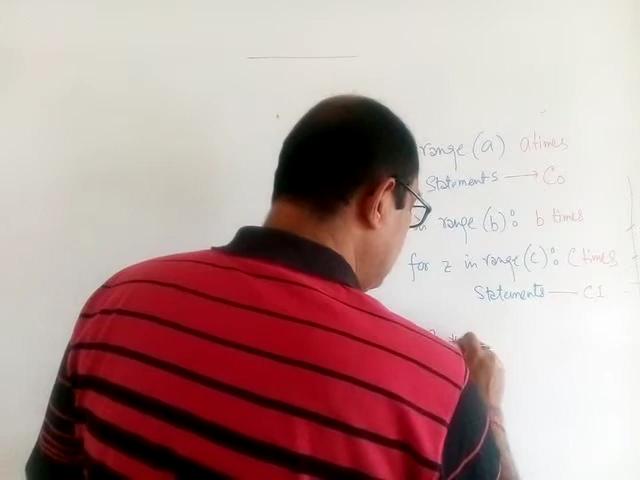 range (a) a times
Statements → C0
in range (b): b times
for z in range (c): C times
Statements — C1